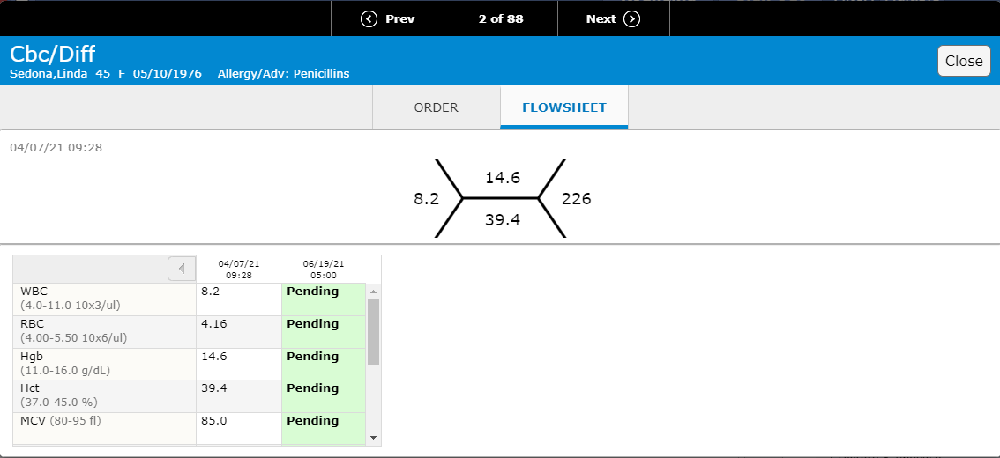 Prev 2 of 88 Next
Cbc/Diff
Sedona,Linda 45 F 05/10/1976 Allergy/Adv: Penicillins
Close
ORDER FLOWSHEET
04/07/21 09:28
14.6
8.2 226
39.4
04/07/21 06/19/21
09:28 05:00
WBC 8.2 Pending
(4.0-11.0 10x3/ul)
RBC 4.16 Pending
(4.00-5.50 10x6/ul)
Hgb 14.6 Pending
(11.0-16.0 g/dL)
Hct 39.4 Pending
(37.0-45.0 %)
MCV (80-95 fl) 85.0 Pending